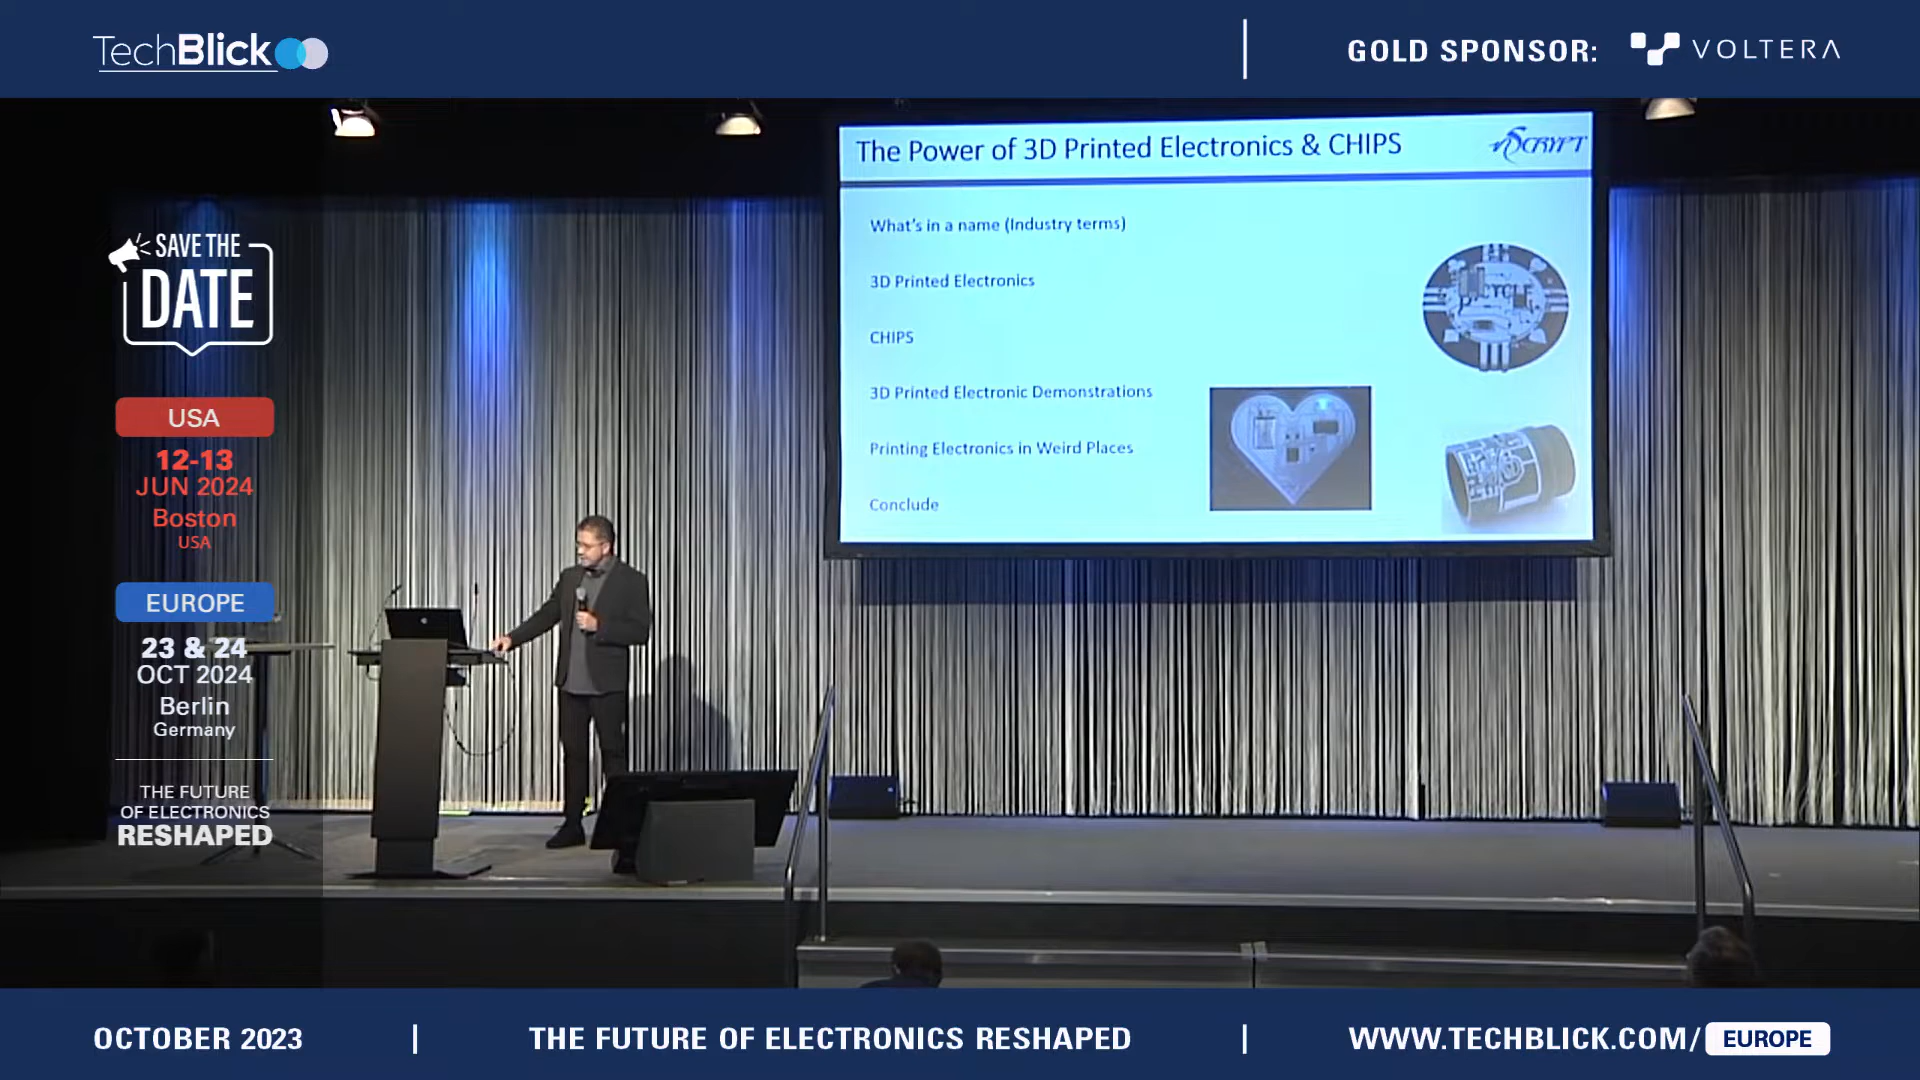 TechBlick
GOLD SPONSOR:
VOLTERA
The Power of 3D Printed Electronics & CHIPS
nScrypt
What's in a name (Industry terms)
3D Printed Electronics
CHIPS
3D Printed Electronic Demonstrations
Printing Electronics in Weird Places
Conclude
BICYCLE
SAVE THE
DATE
USA
12-13
JUN 2024
Boston
USA
EUROPE
23 & 24
OCT 2024
Berlin
Germany
THE FUTURE
OF ELECTRONICS
RESHAPED
OCTOBER 2023
THE FUTURE OF ELECTRONICS RESHAPED
WWW.TECHBLICK.COM/EUROPE